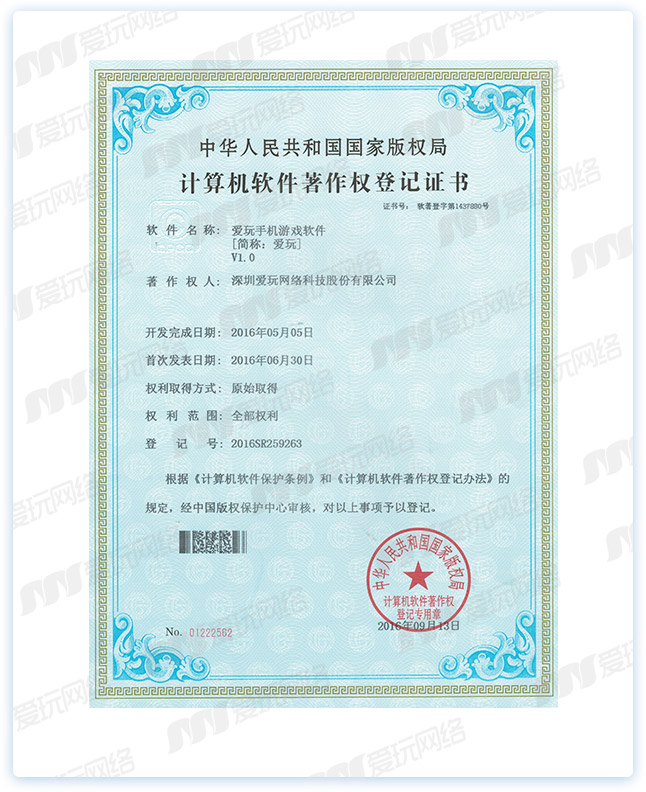 中华人民共和国国家版权局
计算机软件著作权登记证书
证书号： 软著登字第1437880号
软件名称： 爱玩手机游戏软件
[简称：爱玩]
V1.0
著作权人： 深圳爱玩网络科技股份有限公司
开发完成日期： 2016年05月05日
首次发表日期： 2016年06月30日
权利取得方式： 原始取得
权利范围： 全部权利
登记号： 2016SR259263
根据《计算机软件保护条例》和《计算机软件著作权登记办法》的
规定，经中国版权保护中心审核，对以上事项予以登记。
中华人民共和国国家版权局
计算机软件著作权
登记专用章
2016年09月13日
No. 01222562
爱玩网络